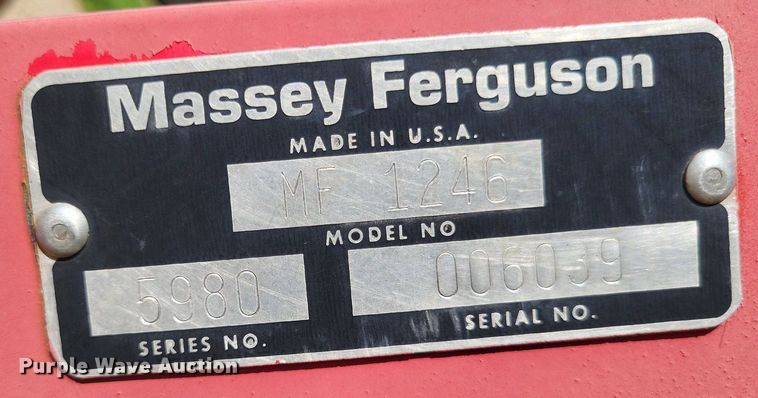 Massey Ferguson
MADE IN U.S.A.
MF 1246
MODEL NO
5980
006039
SERIES NO.
SERIAL NO.
Purple Wave Auction